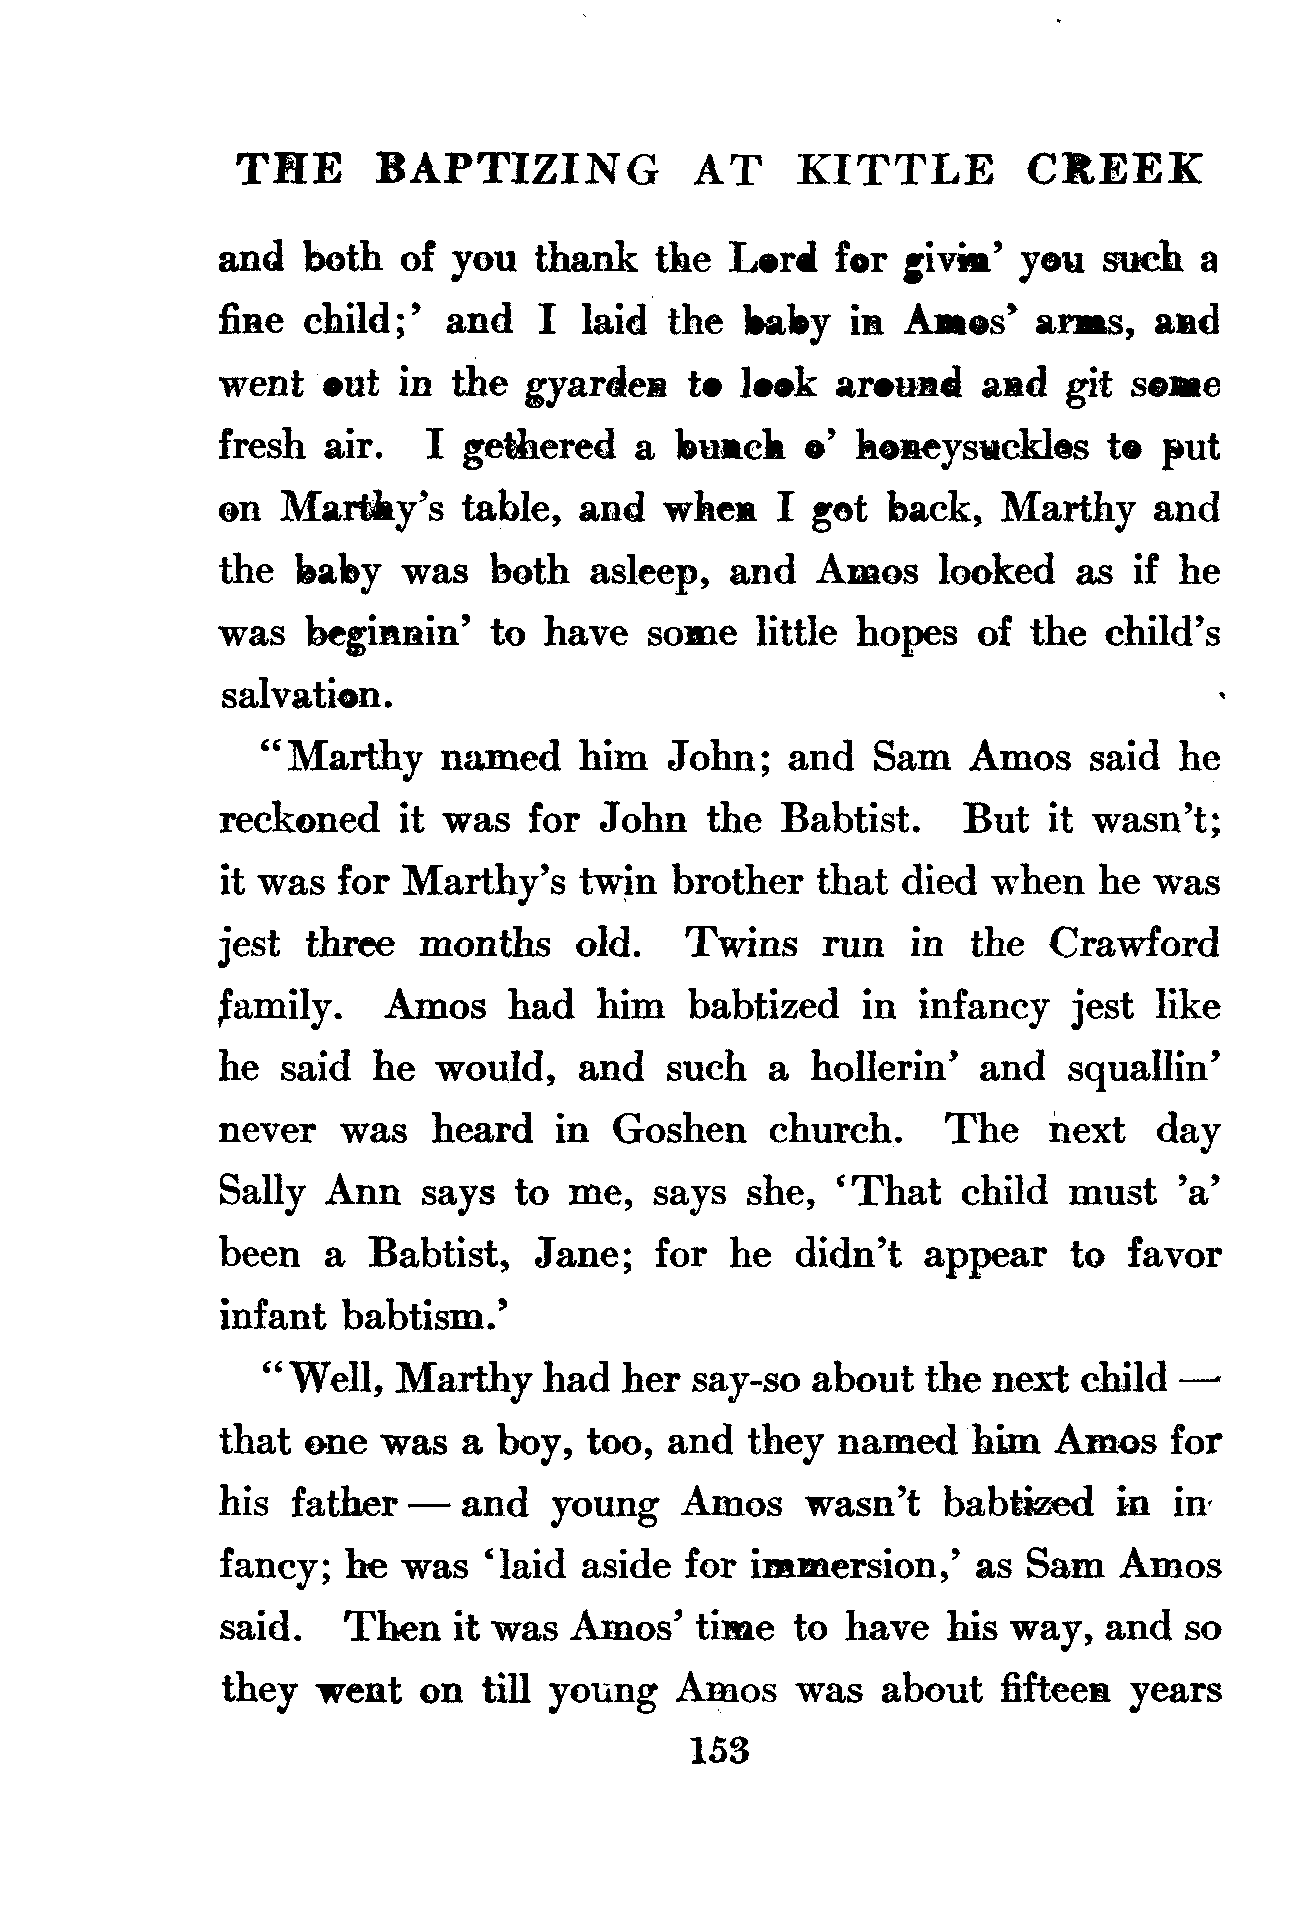 THE BAPTIZING AT KITTLE CREEK
and both of you thank the Lord for givin' you such a
fine child;' and I laid the baby in Amos' arms, and
went out in the gyarden to look around and git some
fresh air. I gethered a bunch o' honeysuckles to put
on Marthy's table, and when I got back, Marthy and
the baby was both asleep, and Amos looked as if he
was beginnin' to have some little hopes of the child's
salvation.
"Marthy named him John; and Sam Amos said he
reckoned it was for John the Babtist. But it wasn't;
it was for Marthy's twin brother that died when he was
jest three months old. Twins run in the Crawford
family. Amos had him babtized in infancy jest like
he said he would, and such a hollerin' and squallin'
never was heard in Goshen church. The next day
Sally Ann says to me, says she, 'That child must 'a'
been a Babtist, Jane; for he didn't appear to favor
infant babtism.'
"Well, Marthy had her say-so about the next child —
that one was a boy, too, and they named him Amos for
his father — and young Amos wasn't babtized in in-
fancy; he was 'laid aside for immersion,' as Sam Amos
said. Then it was Amos' time to have his way, and so
they went on till young Amos was about fifteen years
153